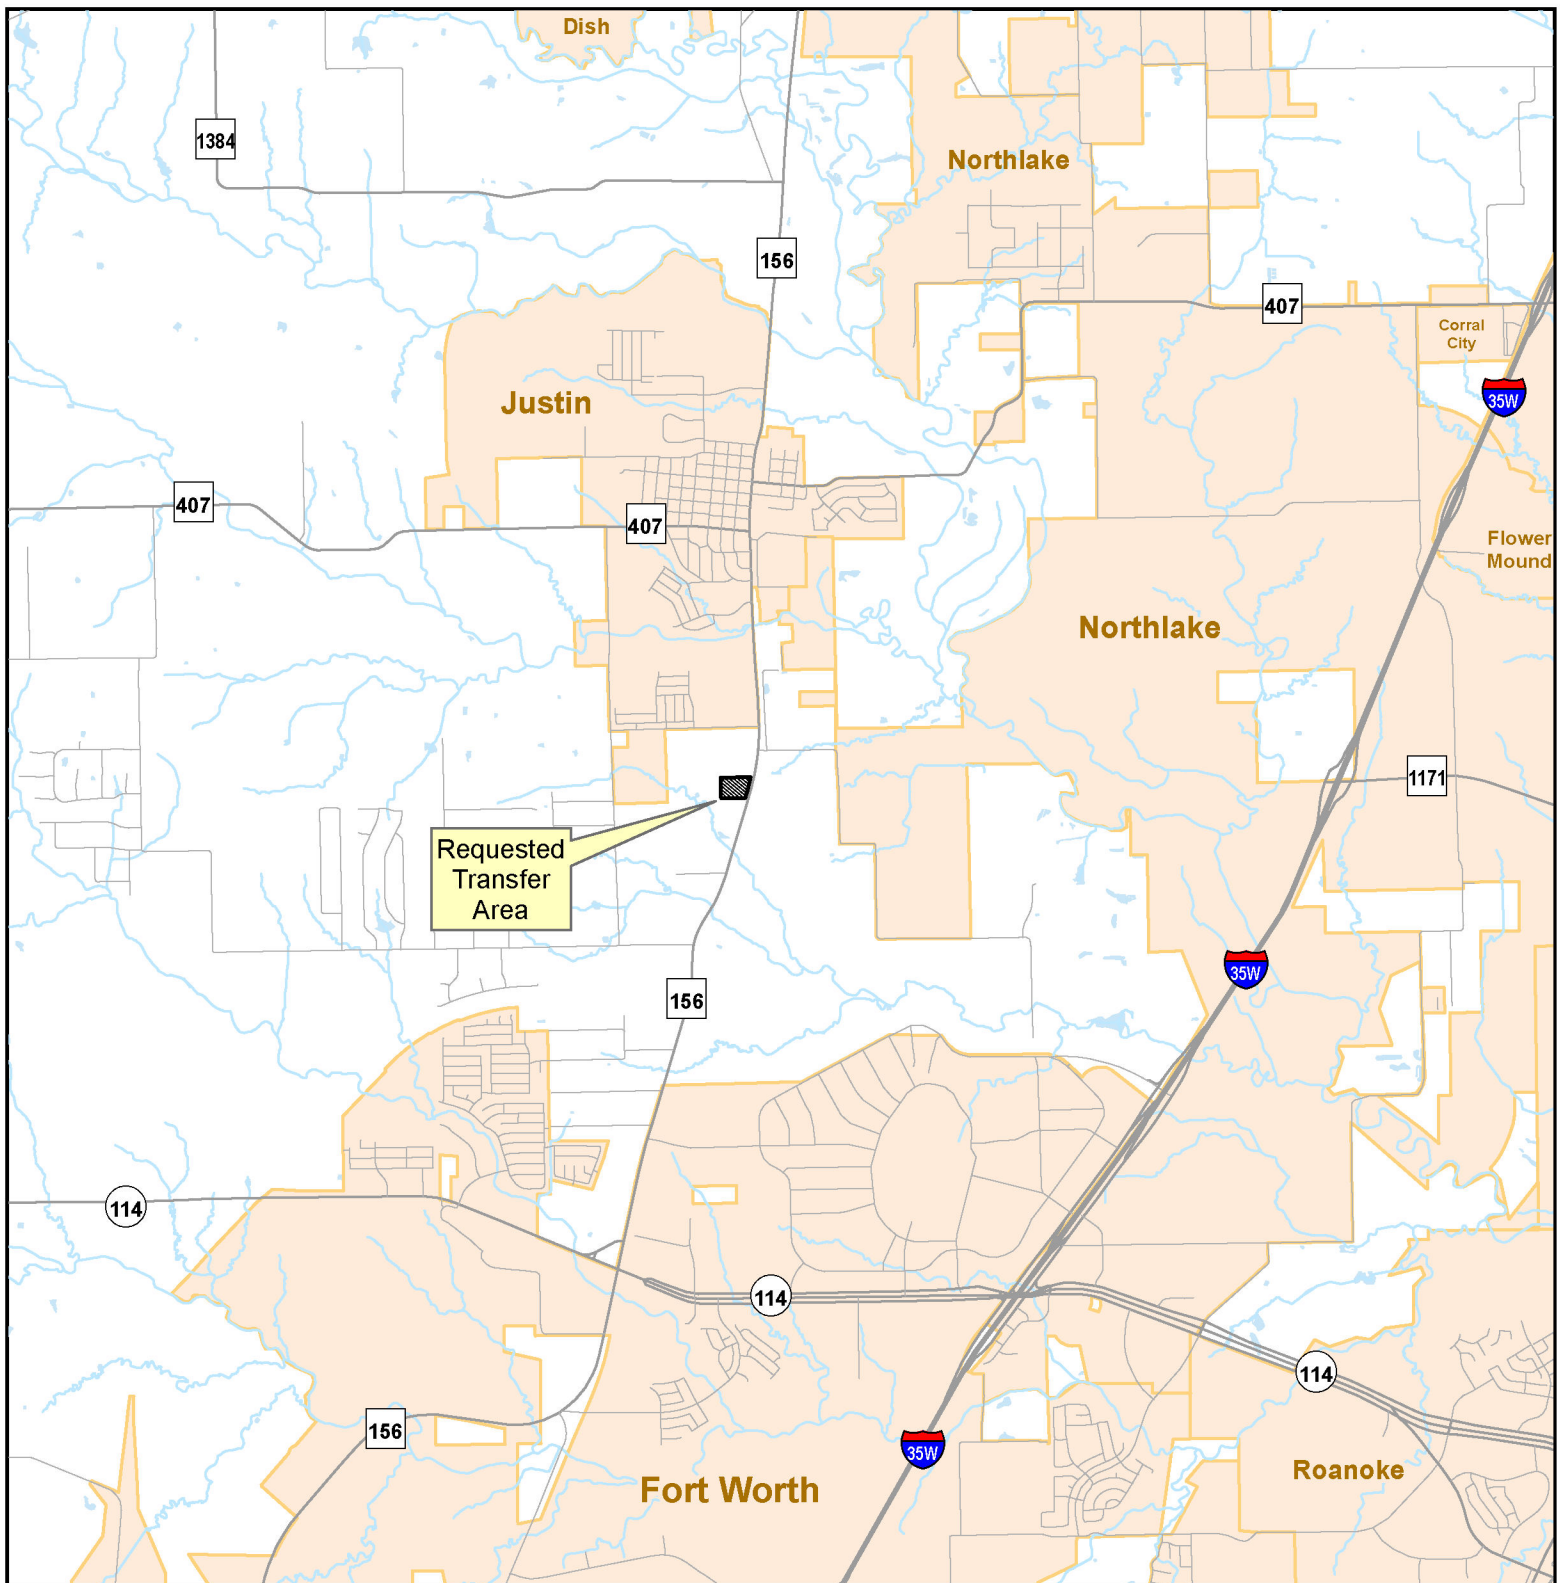 Dish
1384
Northlake
156
407
Corral
City
35W
Justin
407
407
Flower
Mound
Northlake
1171
Requested
Transfer
Area
35W
156
114
114
114
156
35W
Fort Worth
Roanoke